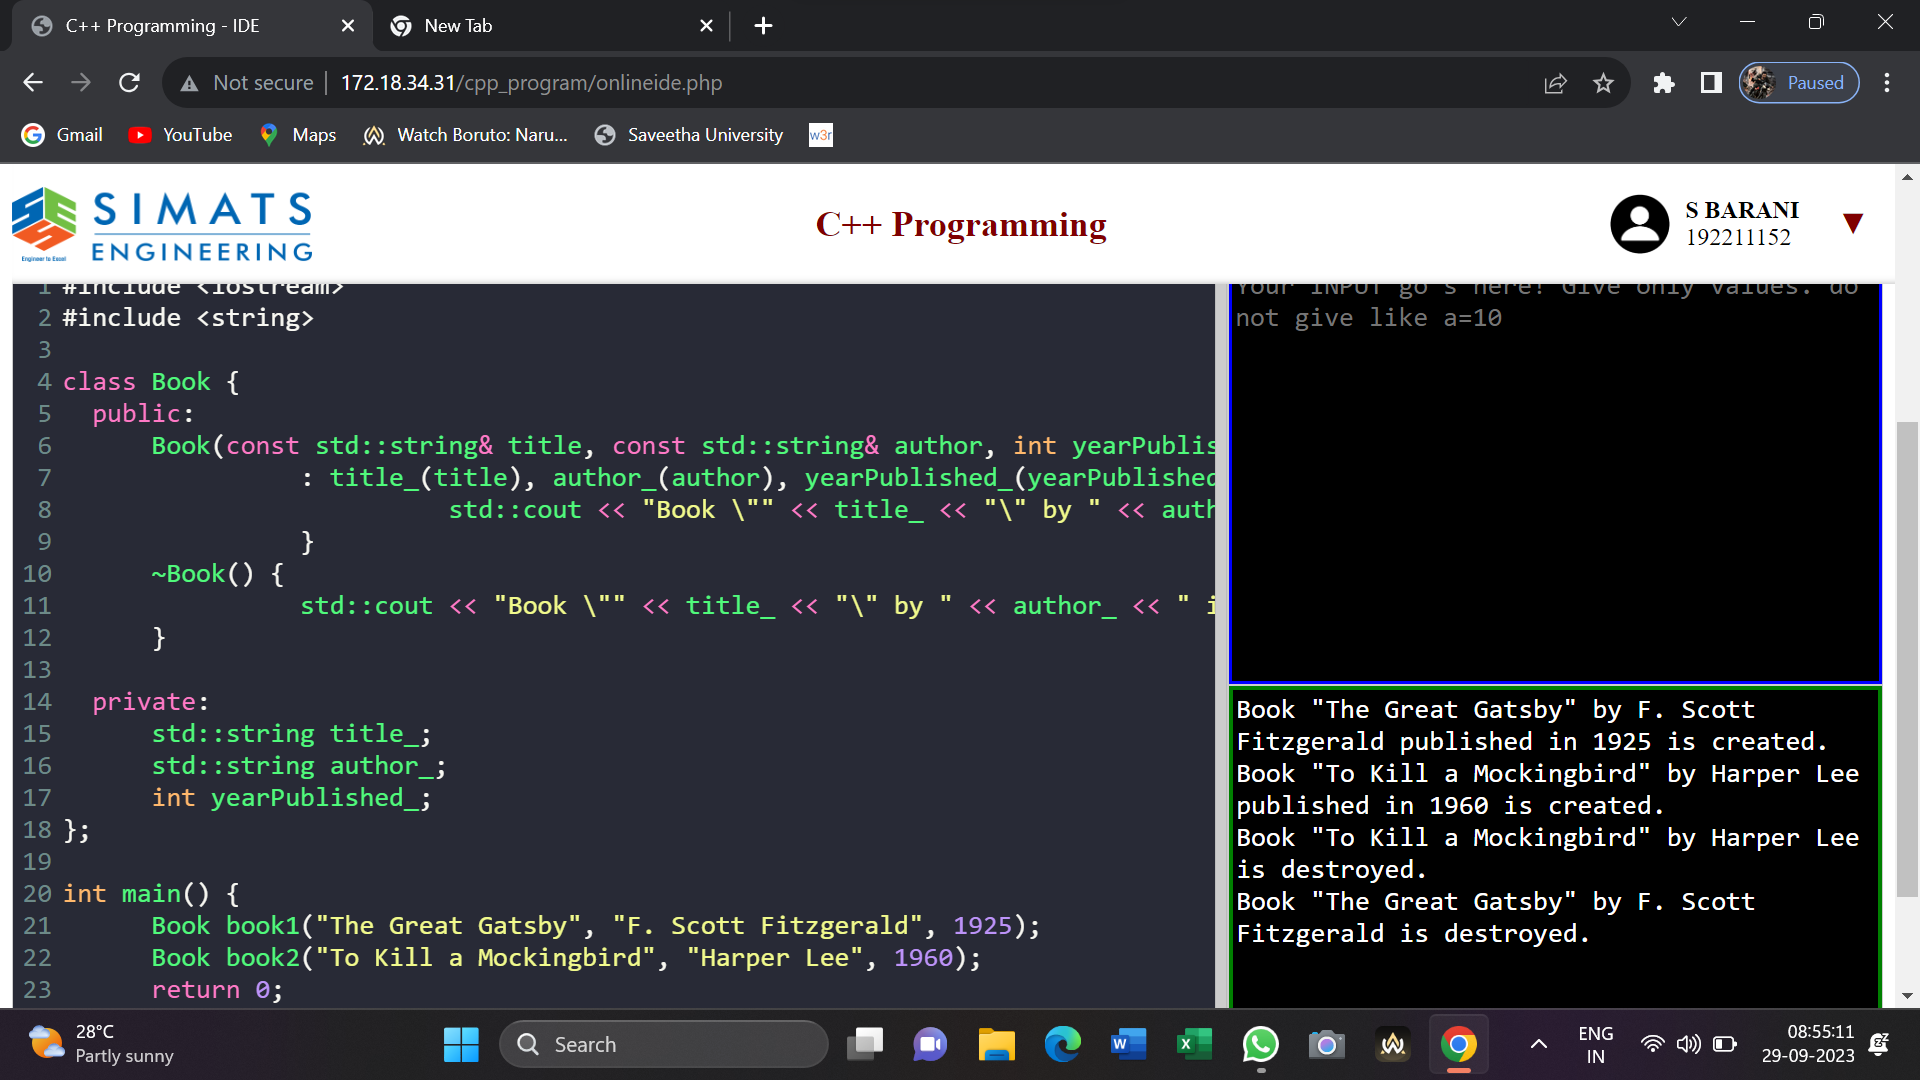 C++ Programming - IDE
New Tab
Not secure
172.18.34.31/cpp_program/onlineide.php
Paused
Gmail
YouTube
Maps
Watch Boruto: Naru...
Saveetha University
w3r
SIMATS
ENGINEERING
Engineer to Excel
C++ Programming
S BARANI
192211152
1 #include <iostream>
2 #include <string>
3
4 class Book {
5 public:
6 Book(const std::string& title, const std::string& author, int yearPublis
7 : title_(title), author_(author), yearPublished_(yearPublished
8 std::cout << "Book \"" << title_ << "\" by " << auth
9 }
10 ~Book() {
11 std::cout << "Book \"" << title_ << "\" by " << author_ << " i
12 }
13
14 private:
15 std::string title_;
16 std::string author_;
17 int yearPublished_;
18 };
19
20 int main() {
21 Book book1("The Great Gatsby", "F. Scott Fitzgerald", 1925);
22 Book book2("To Kill a Mockingbird", "Harper Lee", 1960);
23 return 0;
Your INPUT go's here! Give only values. do
not give like a=10
Book "The Great Gatsby" by F. Scott
Fitzgerald published in 1925 is created.
Book "To Kill a Mockingbird" by Harper Lee
published in 1960 is created.
Book "To Kill a Mockingbird" by Harper Lee
is destroyed.
Book "The Great Gatsby" by F. Scott
Fitzgerald is destroyed.
28°C
Partly sunny
Search
ENG
IN
08:55:11
29-09-2023